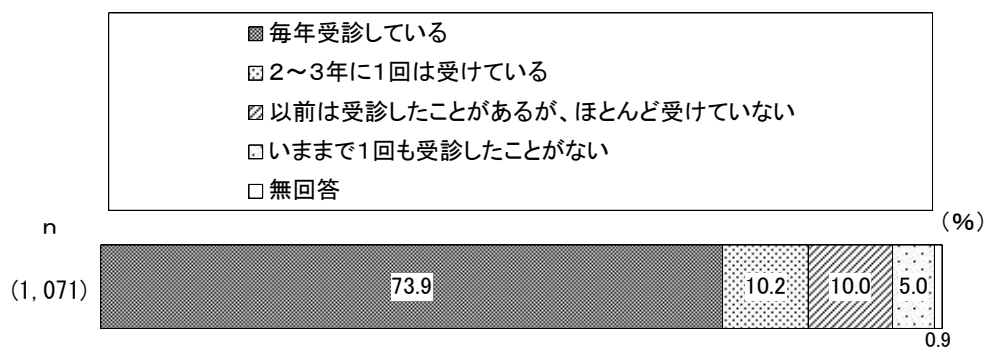 毎年受診している
２～３年に１回は受けている
以前は受診したことがあるが、ほとんど受けていない
いままで１回も受診したことがない
無回答
ｎ
（％）
(1,071)
73.9
10.2
10.0
5.0
0.9